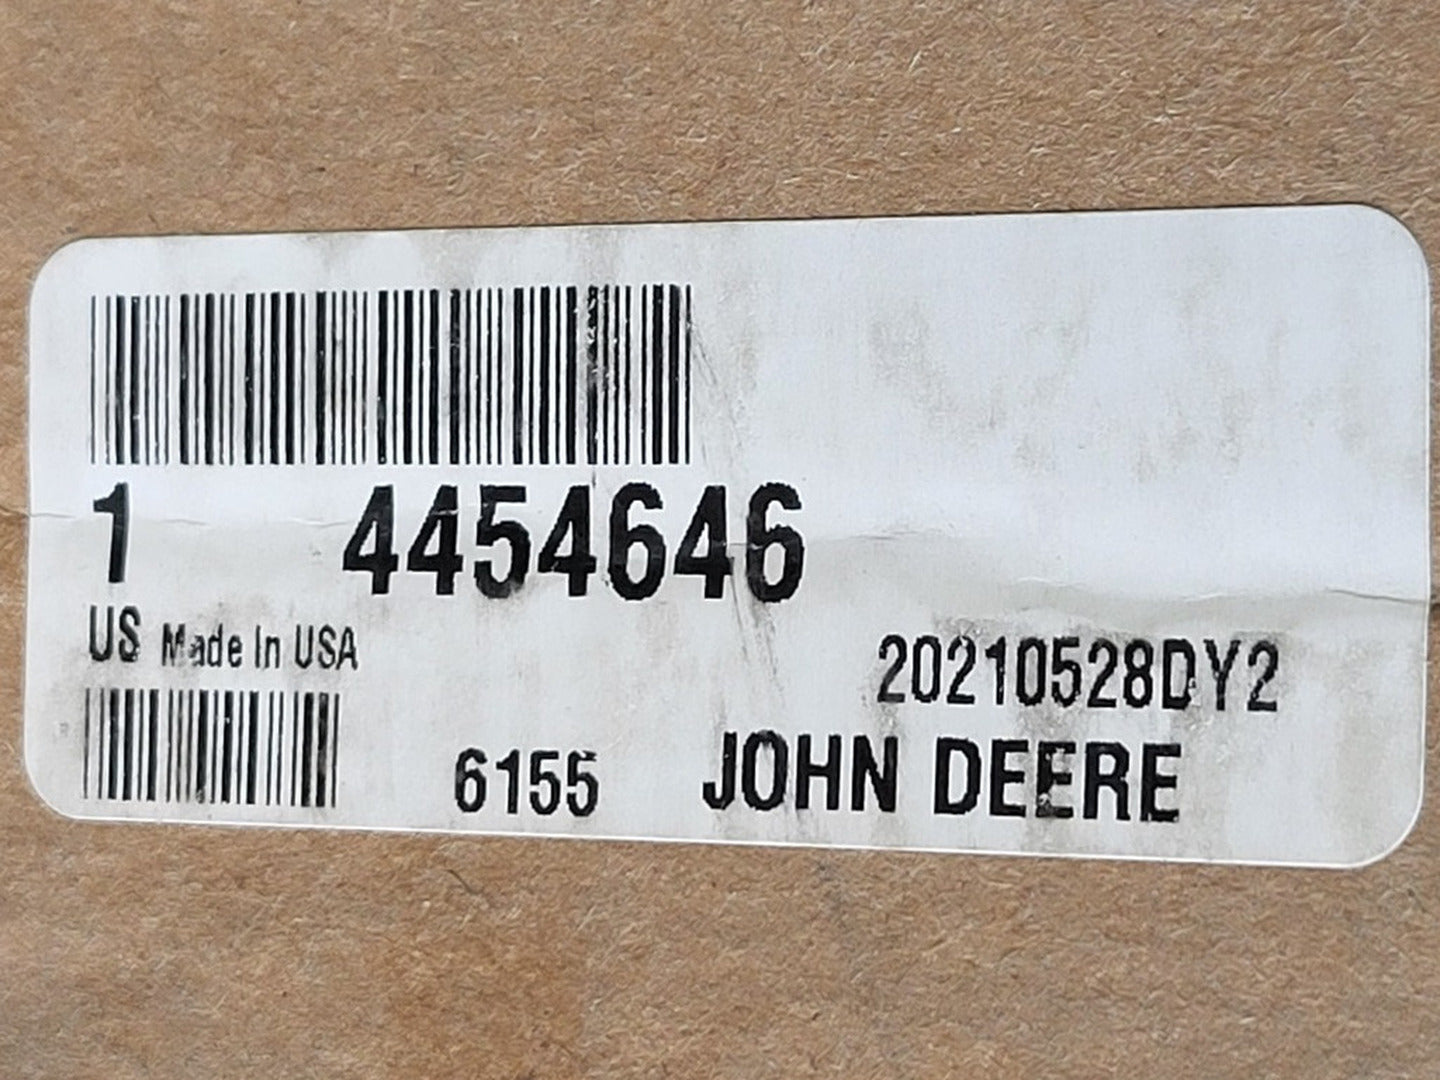 1 4454646
US Made In USA
20210528DY2
6155 JOHN DEERE